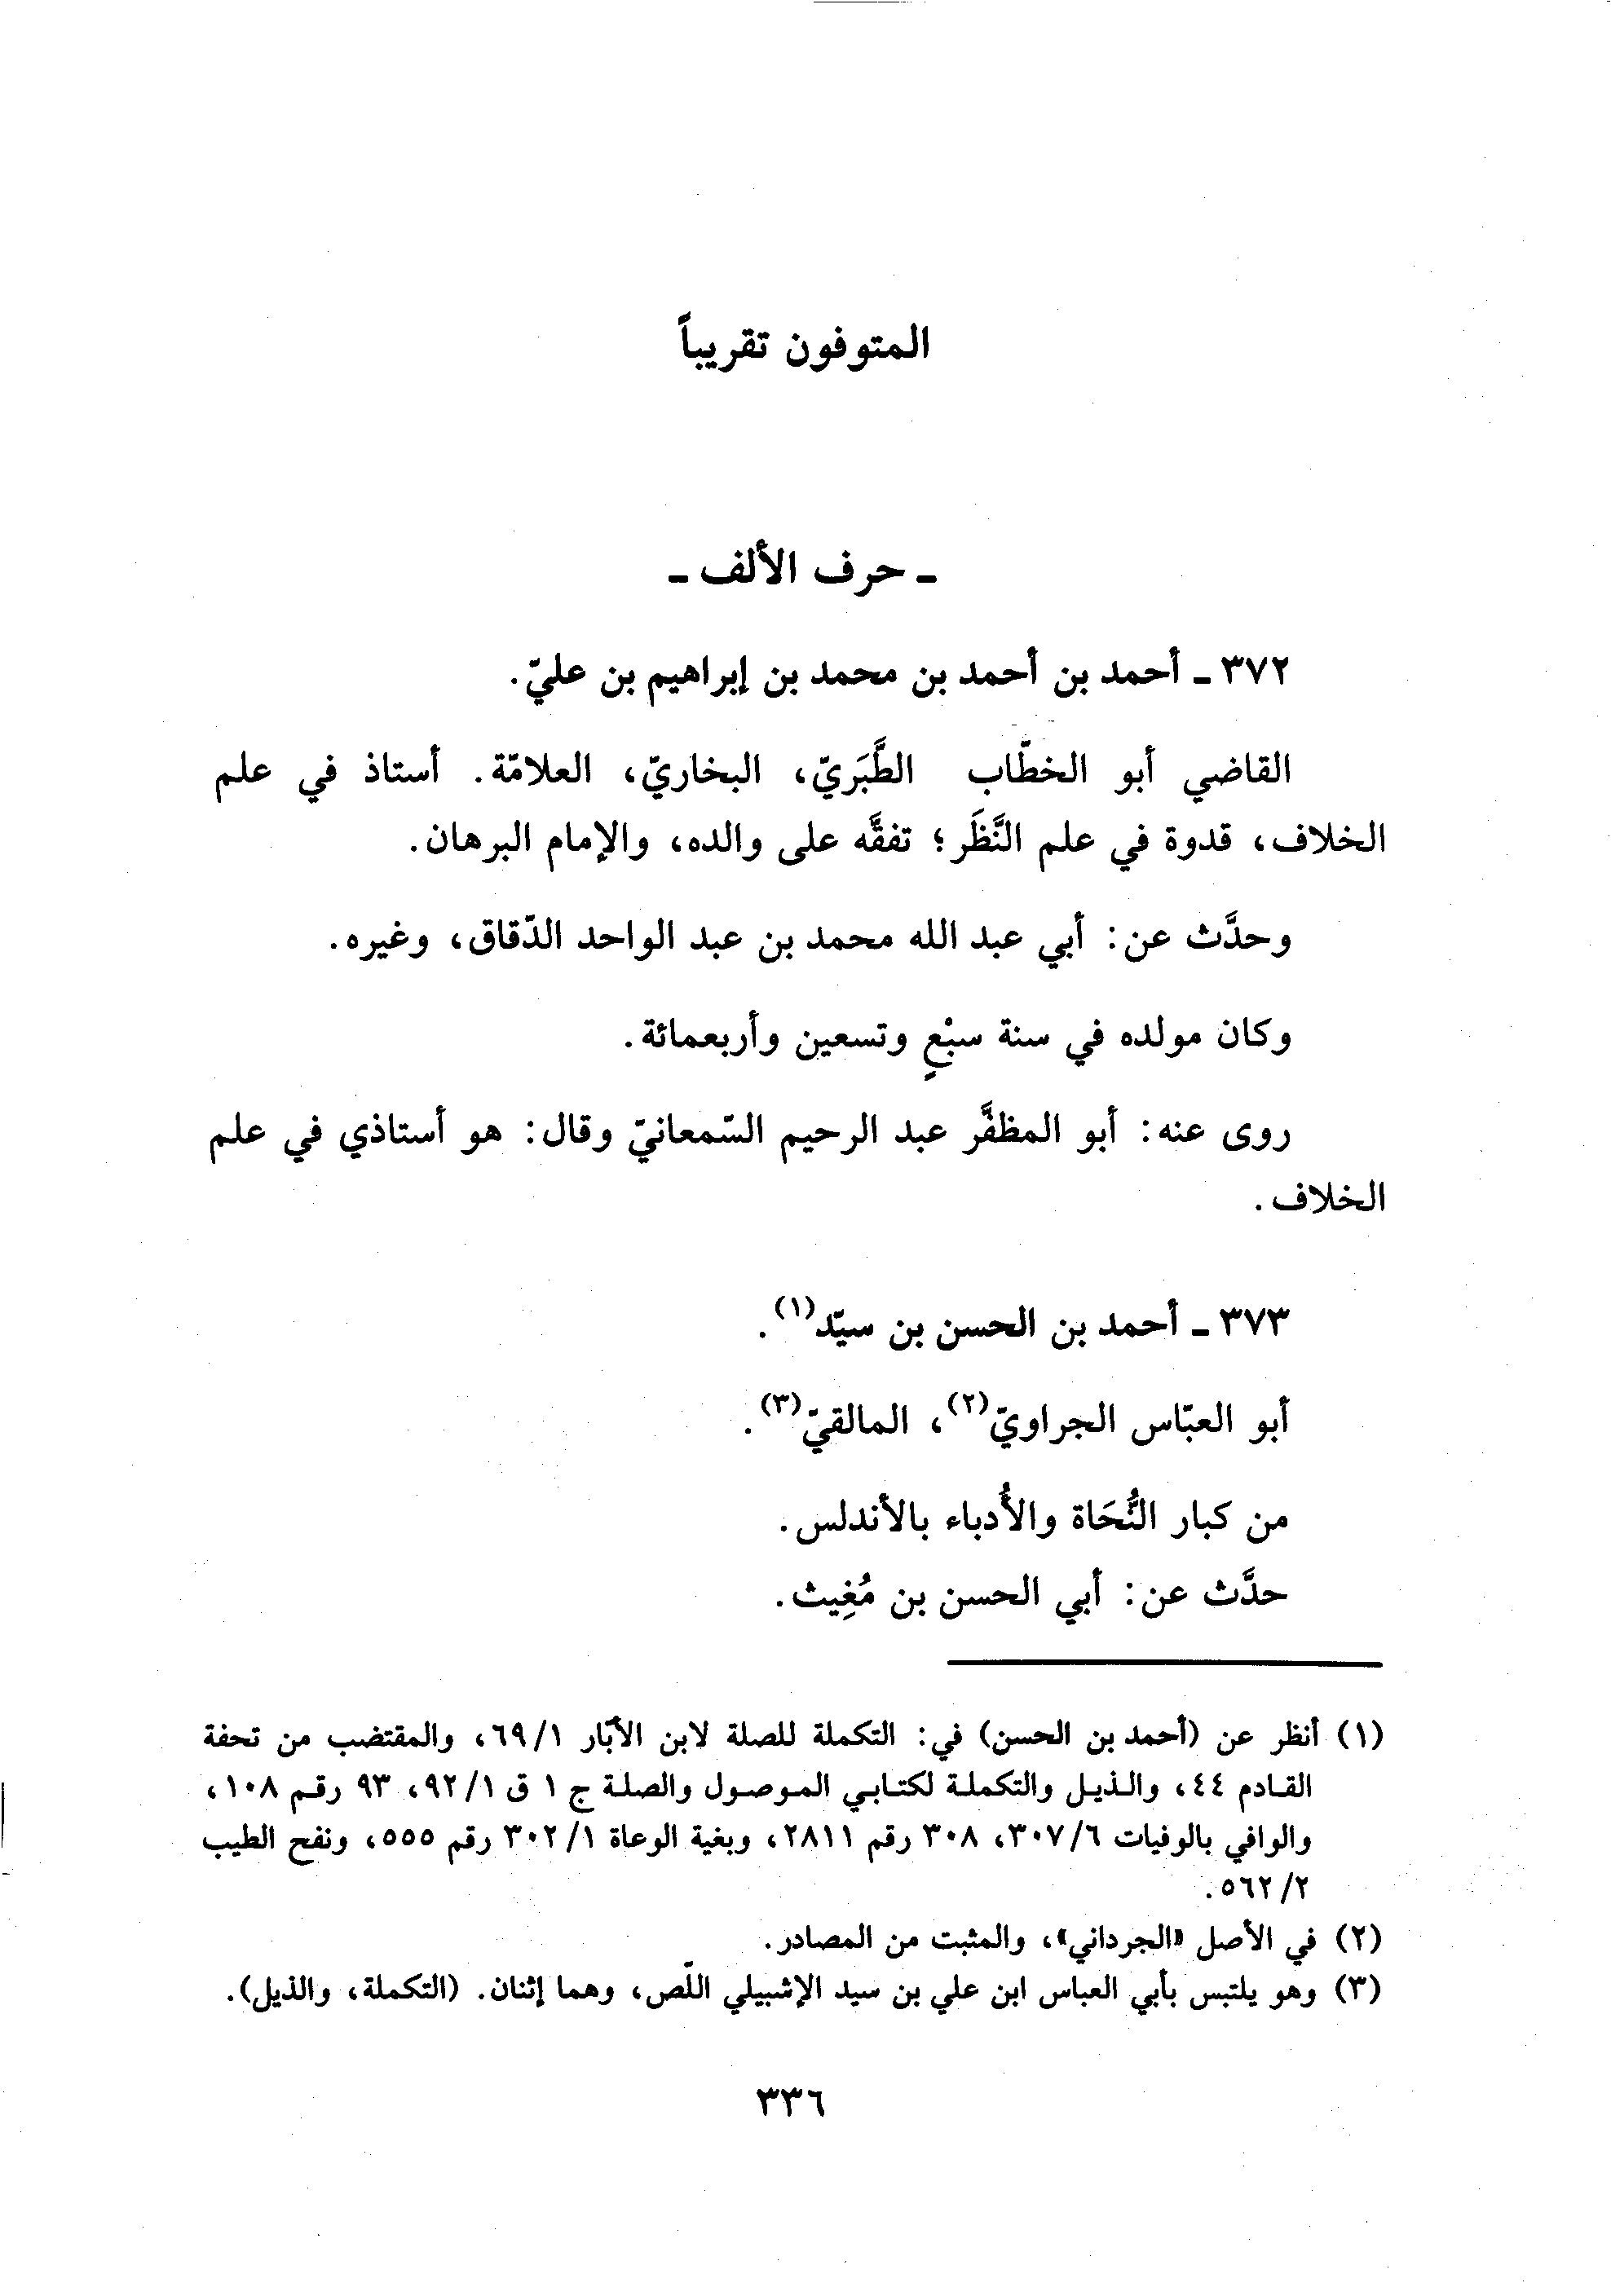 المتوفون تقريباً
ـ حرف الألف ـ
٣٧٢ ـ أحمد بن أحمد بن محمد بن إبراهيم بن عليّ.
القاضي أبو الخطّاب الطَّبَريّ، البخاريّ، العلامّة. أستاذ في علم
الخلاف، قدوة في علم النَّظَر؛ تفقَّه على والده، والإمام البرهان.
وحدَّث عن: أبي عبد الله محمد بن عبد الواحد الدّقاق، وغيره.
وكان مولده في سنة سبْعٍ وتسعين وأربعمائة.
روى عنه: أبو المظفَّر عبد الرحيم السّمعانيّ وقال: هو أستاذي في علم
الخلاف.
٣٧٣ ـ أحمد بن الحسن بن سيّد(١).
أبو العبّاس الجراويّ(٢)، المالقيّ(٣).
من كبار النُّحَاة والأُدباء بالأندلس.
حدَّث عن: أبي الحسن بن مُغِيث.
(١) أنظر عن (أحمد بن الحسن) في: التكملة للصلة لابن الأبّار ٦٩/١، والمقتضب من تحفة
القادم ٤٤، والذيل والتكملة لكتابي الموصول والصلة ج ١ ق ٩٢/١، ٩٣ رقم ١٠٨،
والوافي بالوفيات ٣٠٧/٦، ٣٠٨ رقم ٢٨١١، وبغية الوعاة ٣٠٢/١ رقم ٥٥٥، ونفح الطيب
٥٦٢/٢.
(٢) في الأصل «الجرداني»، والمثبت من المصادر.
(٣) وهو يلتبس بأبي العباس ابن علي بن سيد الإشبيلي اللّص، وهما إثنان. (التكملة، والذيل).
٣٣٦